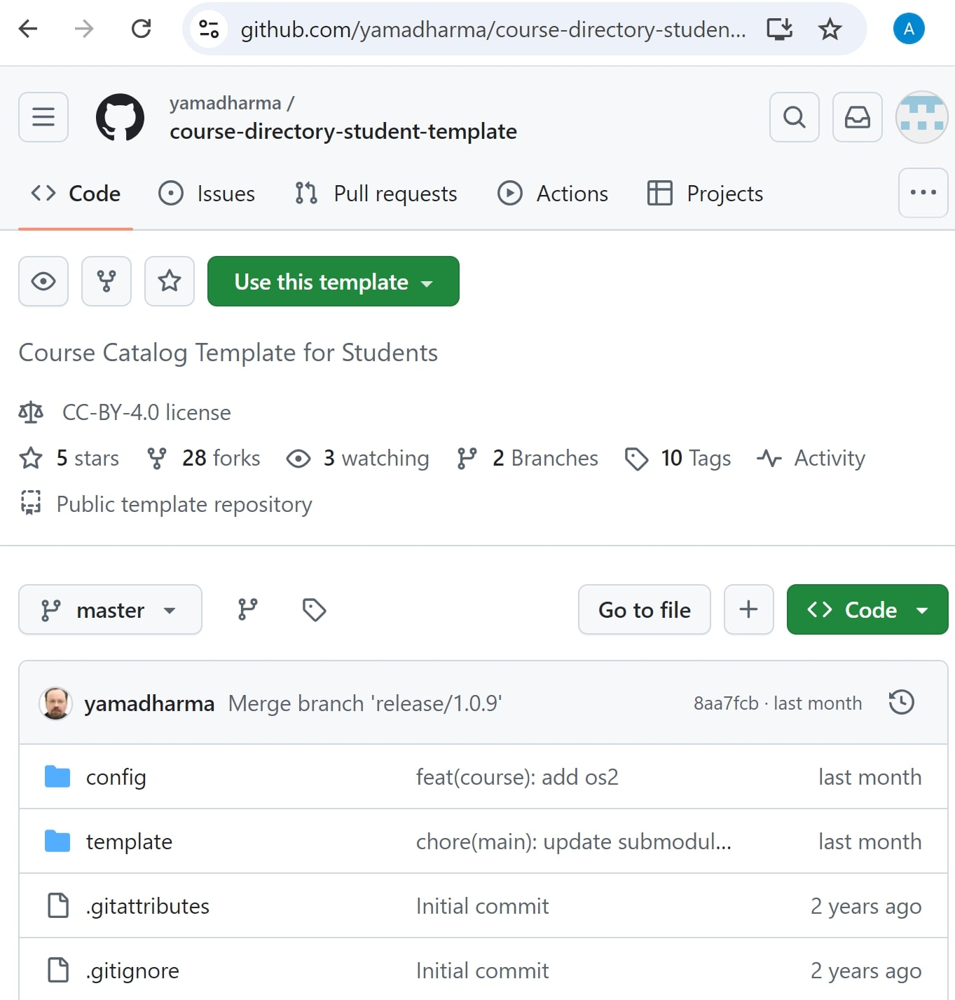 github.com/yamadharma/course-directory-studen...
A
yamadharma /
course-directory-student-template
Code Issues Pull requests Actions Projects
Use this template
Course Catalog Template for Students
CC-BY-4.0 license
5 stars 28 forks 3 watching 2 Branches 10 Tags Activity
Public template repository
master Go to file Code
yamadharma Merge branch 'release/1.0.9' 8aa7fcb · last month
config feat(course): add os2 last month
template chore(main): update submodul... last month
.gitattributes Initial commit 2 years ago
.gitignore Initial commit 2 years ago